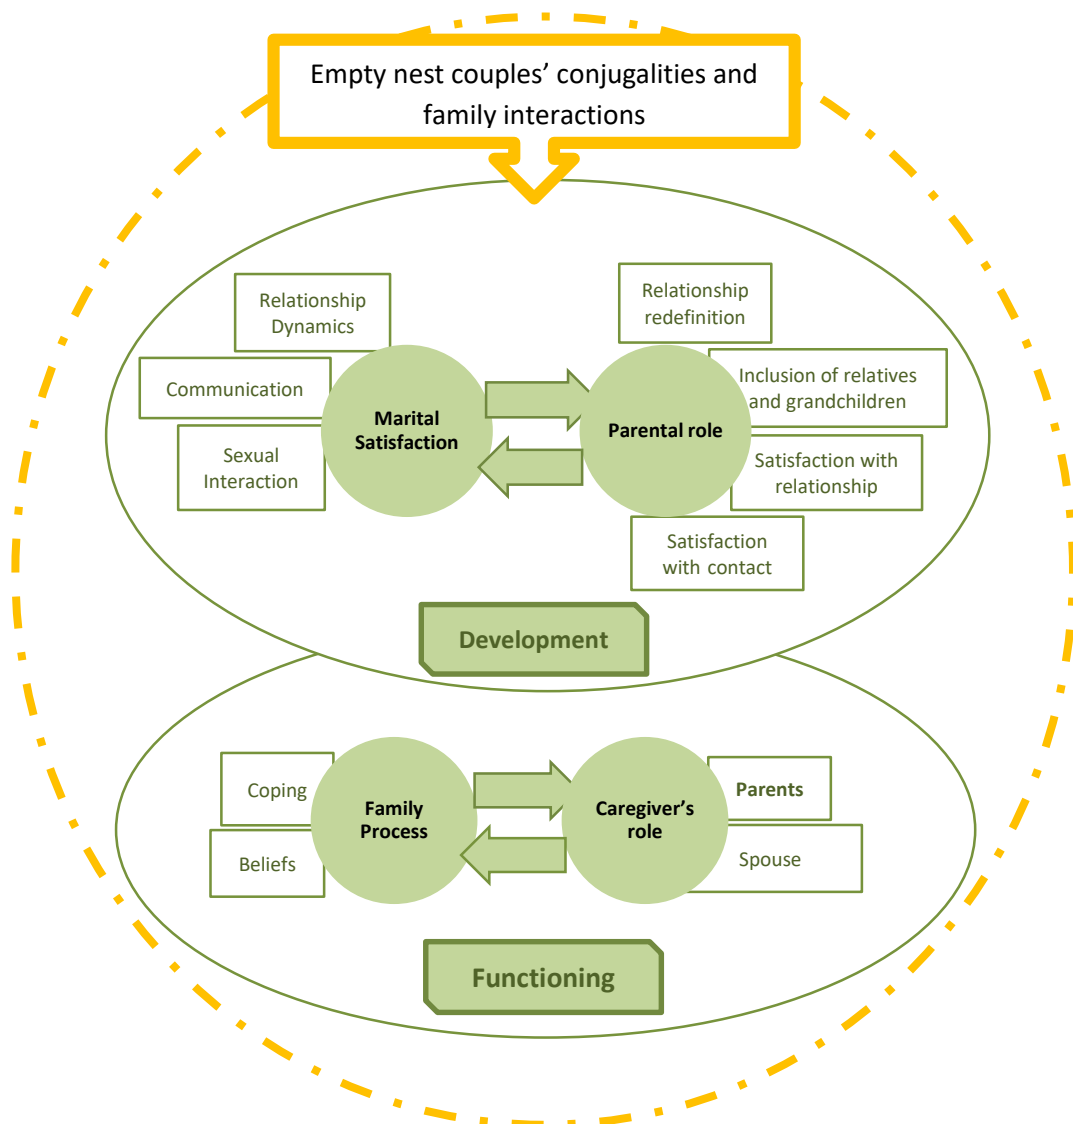 Empty nest couples’ conjugalities and
family interactions
Relationship
Dynamics
Communication
Sexual
Interaction
Marital
Satisfaction
Parental role
Relationship
redefinition
Inclusion of relatives
and grandchildren
Satisfaction with
relationship
Satisfaction
with contact
Development
Coping
Beliefs
Family
Process
Caregiver’s
role
Parents
Spouse
Functioning